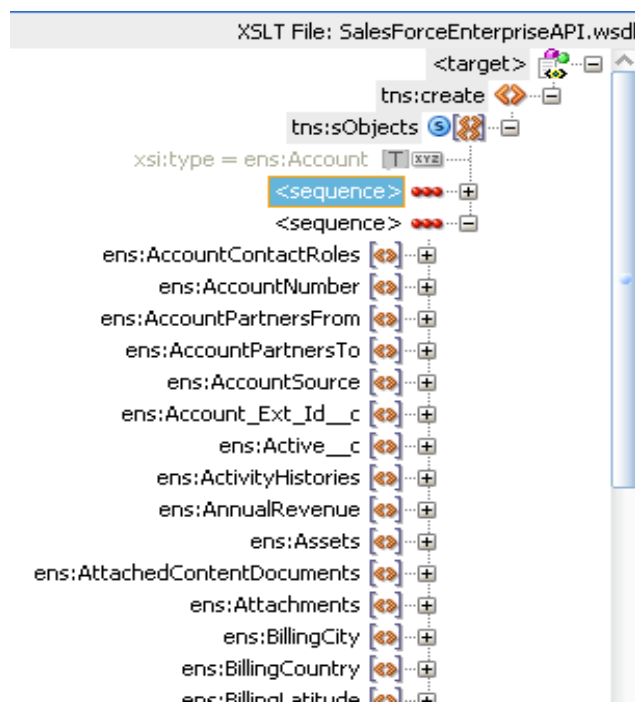 XSLT File: SalesForceEnterpriseAPI.wsdl
<target>
tns:create
tns:sObjects
xsi:type = ens:Account
<sequence>
<sequence>
ens:AccountContactRoles
ens:AccountNumber
ens:AccountPartnersFrom
ens:AccountPartnersTo
ens:AccountSource
ens:Account_Ext_Id__c
ens:Active__c
ens:ActivityHistories
ens:AnnualRevenue
ens:Assets
ens:AttachedContentDocuments
ens:Attachments
ens:BillingCity
ens:BillingCountry
ens:BillingLatitude